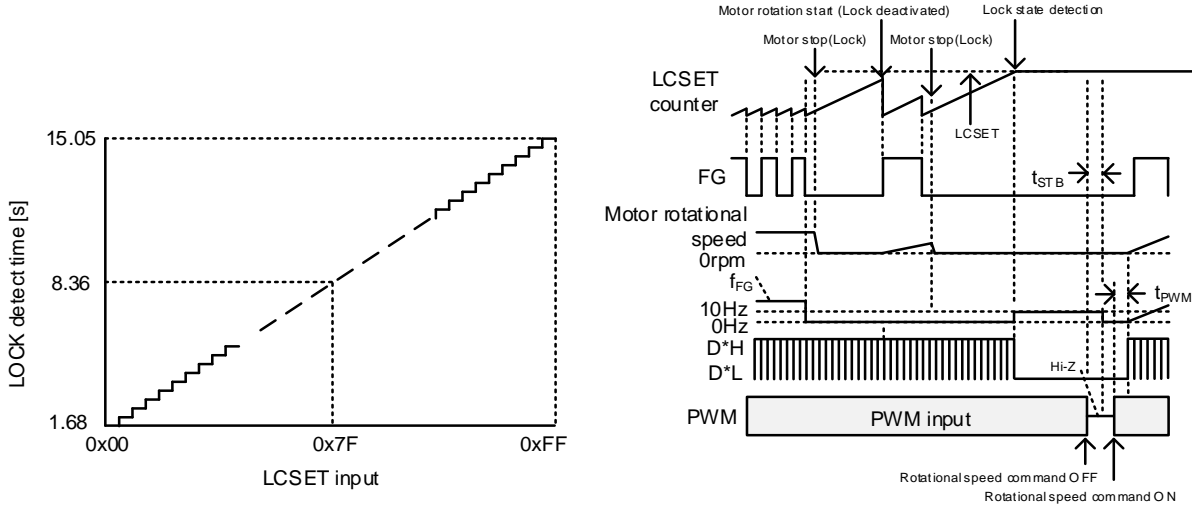 LOCK detect time [s]
15.05
8.36
1.68
0x00
0x7F
0xFF
LCSET input
Motor rotation start (Lock deactivated)
Lock state detection
Motor stop(Lock)
Motor stop(Lock)
LCSET
counter
LCSET
FG
tSTB
Motor rotational
speed
0rpm
fFG
10Hz
0Hz
tPWM
D*H
D*L
Hi-Z
PWM
PWM input
Rotational speed command OFF
Rotational speed command ON